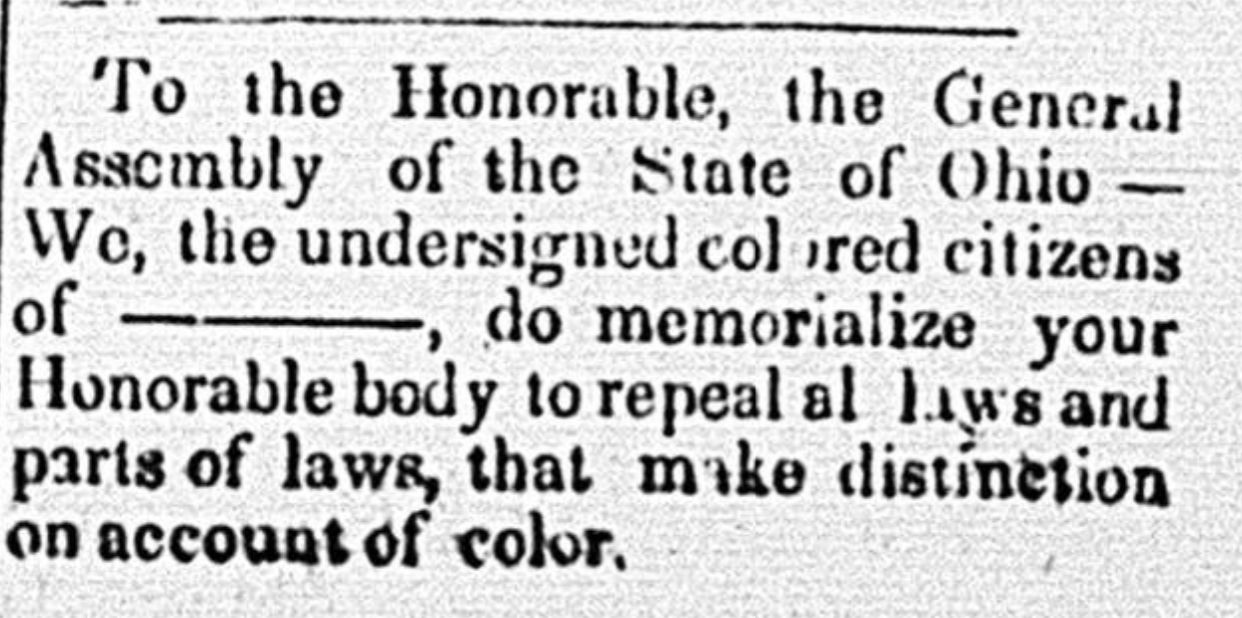 To the Honorable, the General
Assembly of the State of Ohio —
We, the undersigned colored citizens
of ————, do memorialize your
Honorable body to repeal al laws and
parts of laws, that make distinction
on account of color.